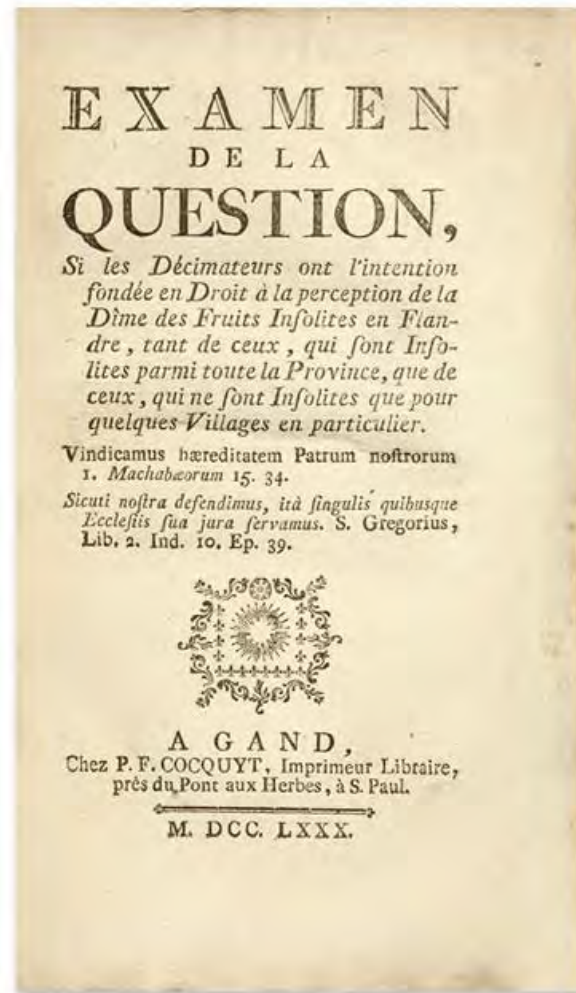 EXAMEN
DE LA
QUESTION,
Si les Décimateurs ont l'intention
fondée en Droit à la perception de la
Dîme des Fruits Inſolites en Flan-
dre, tant de ceux, qui ſont Inſo-
lites parmi toute la Province, que de
ceux, qui ne ſont Inſolites que pour
quelques Villages en particulier.
Vindicamus hæreditatem Patrum noſtrorum
1. Machabæorum 15. 34.
Sicuti noſtra defendimus, ità ſingulis quibusque
Eccleſiis ſua jura ſervamus. S. Gregorius,
Lib. 2. Ind. 10. Ep. 39.
A GAND,
Chez P. F. COCQUYT, Imprimeur Libraire,
prés du Pont aux Herbes, à S. Paul.
M. DCC. LXXX.